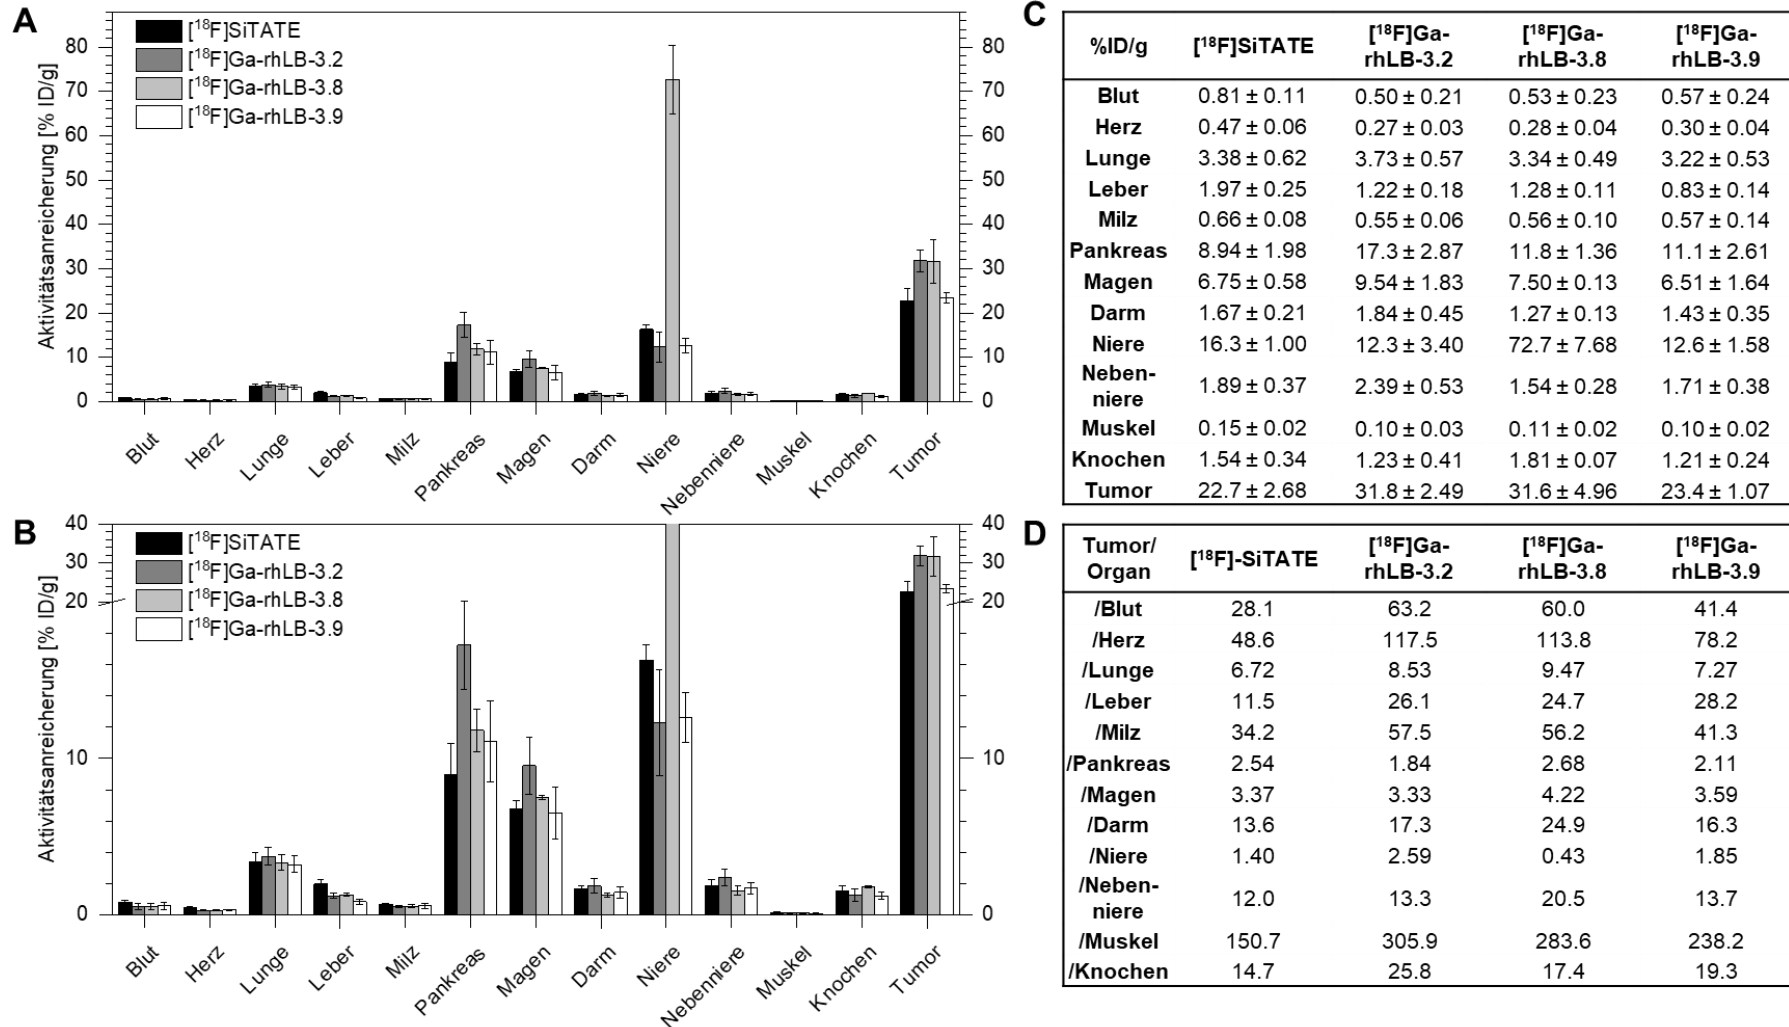 A
[¹⁸F]SiTATE
[¹⁸F]Ga-rhLB-3.2
[¹⁸F]Ga-rhLB-3.8
[¹⁸F]Ga-rhLB-3.9
Aktivitätsanreicherung [% ID/g]
80 80
70 70
60 60
50 50
40 40
30 30
20 20
10 10
0 0
Blut Herz Lunge Leber Milz Pankreas Magen Darm Niere Nebenniere Muskel Knochen Tumor
B
[¹⁸F]SiTATE
[¹⁸F]Ga-rhLB-3.2
[¹⁸F]Ga-rhLB-3.8
[¹⁸F]Ga-rhLB-3.9
Aktivitätsanreicherung [% ID/g]
40 40
30 30
20 20
10 10
0 0
Blut Herz Lunge Leber Milz Pankreas Magen Darm Niere Nebenniere Muskel Knochen Tumor
C
%ID/g [¹⁸F]SiTATE [¹⁸F]Ga- [¹⁸F]Ga- [¹⁸F]Ga-
rhLB-3.2 rhLB-3.8 rhLB-3.9
Blut 0.81 ± 0.11 0.50 ± 0.21 0.53 ± 0.23 0.57 ± 0.24
Herz 0.47 ± 0.06 0.27 ± 0.03 0.28 ± 0.04 0.30 ± 0.04
Lunge 3.38 ± 0.62 3.73 ± 0.57 3.34 ± 0.49 3.22 ± 0.53
Leber 1.97 ± 0.25 1.22 ± 0.18 1.28 ± 0.11 0.83 ± 0.14
Milz 0.66 ± 0.08 0.55 ± 0.06 0.56 ± 0.10 0.57 ± 0.14
Pankreas 8.94 ± 1.98 17.3 ± 2.87 11.8 ± 1.36 11.1 ± 2.61
Magen 6.75 ± 0.58 9.54 ± 1.83 7.50 ± 0.13 6.51 ± 1.64
Darm 1.67 ± 0.21 1.84 ± 0.45 1.27 ± 0.13 1.43 ± 0.35
Niere 16.3 ± 1.00 12.3 ± 3.40 72.7 ± 7.68 12.6 ± 1.58
Neben-
niere 1.89 ± 0.37 2.39 ± 0.53 1.54 ± 0.28 1.71 ± 0.38
Muskel 0.15 ± 0.02 0.10 ± 0.03 0.11 ± 0.02 0.10 ± 0.02
Knochen 1.54 ± 0.34 1.23 ± 0.41 1.81 ± 0.07 1.21 ± 0.24
Tumor 22.7 ± 2.68 31.8 ± 2.49 31.6 ± 4.96 23.4 ± 1.07
D
Tumor/ [¹⁸F]-SiTATE [¹⁸F]Ga- [¹⁸F]Ga- [¹⁸F]Ga-
Organ rhLB-3.2 rhLB-3.8 rhLB-3.9
/Blut 28.1 63.2 60.0 41.4
/Herz 48.6 117.5 113.8 78.2
/Lunge 6.72 8.53 9.47 7.27
/Leber 11.5 26.1 24.7 28.2
/Milz 34.2 57.5 56.2 41.3
/Pankreas 2.54 1.84 2.68 2.11
/Magen 3.37 3.33 4.22 3.59
/Darm 13.6 17.3 24.9 16.3
/Niere 1.40 2.59 0.43 1.85
/Neben-
niere 12.0 13.3 20.5 13.7
/Muskel 150.7 305.9 283.6 238.2
/Knochen 14.7 25.8 17.4 19.3